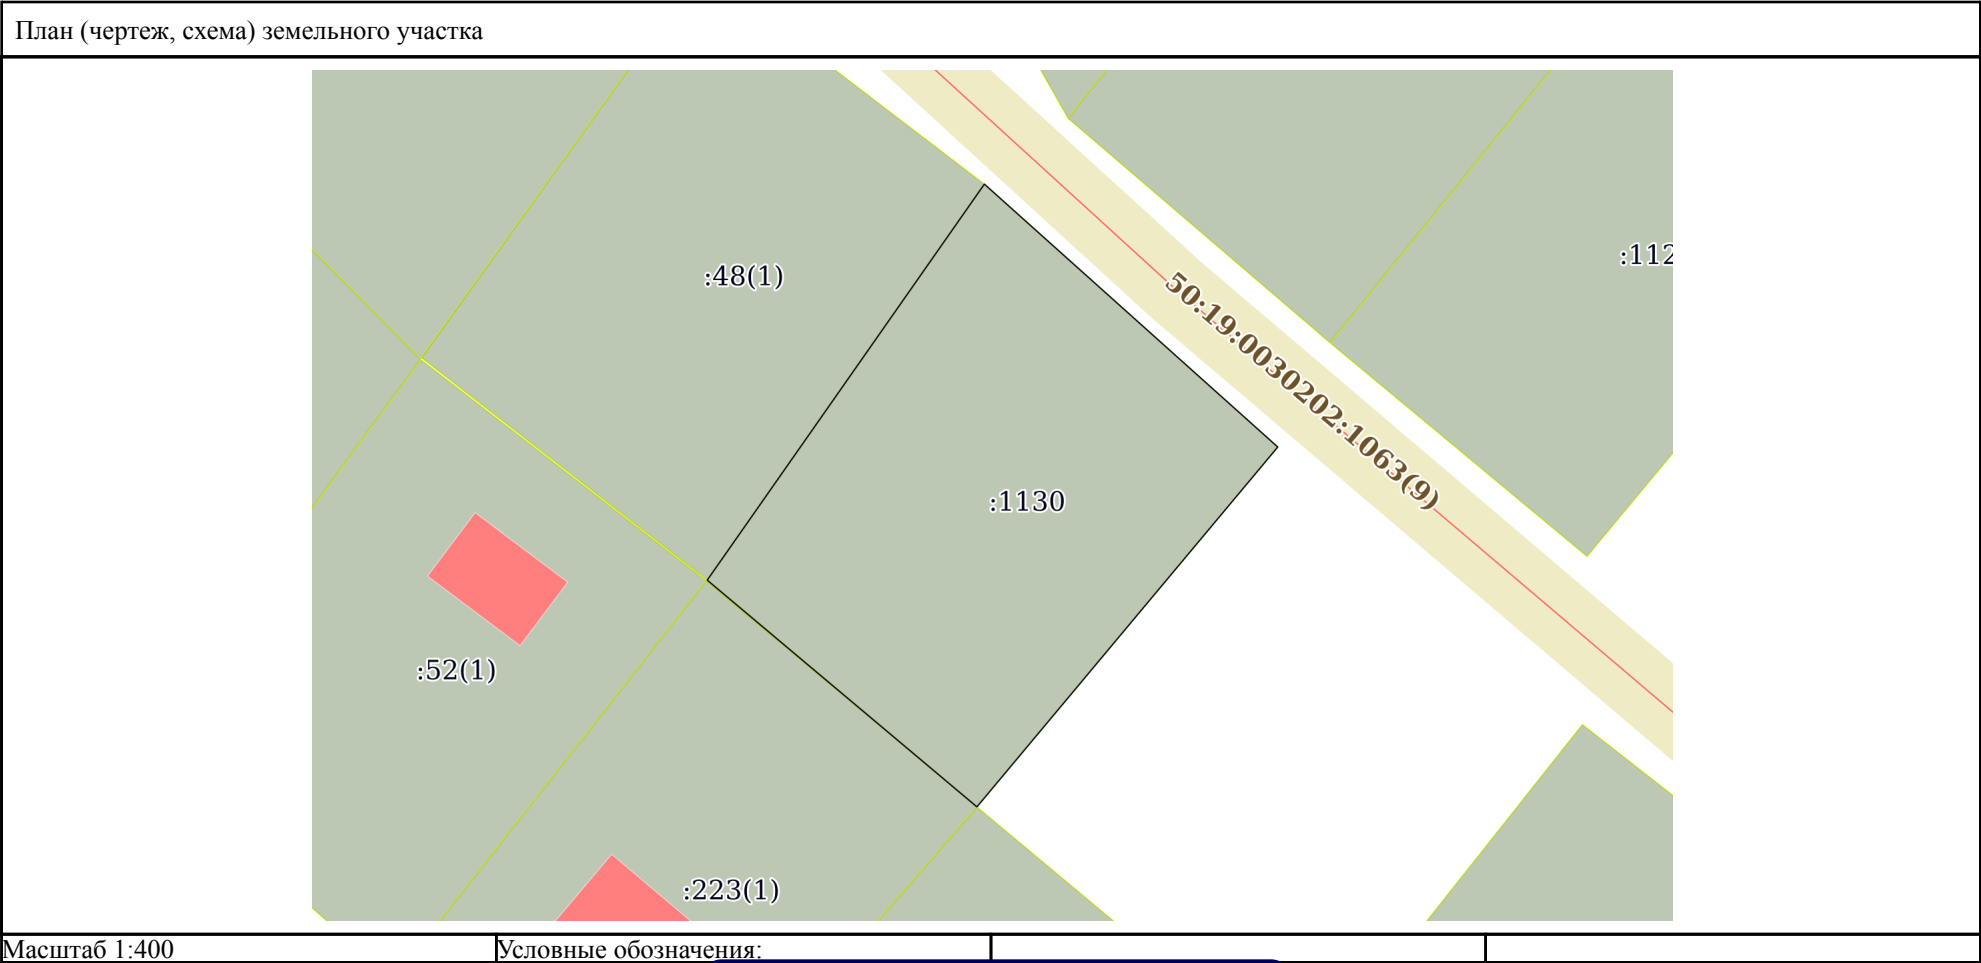 План (чертеж, схема) земельного участка
:112
:48(1)
50:19:0030202:1063(9)
:1130
:52(1)
:223(1)
Масштаб 1:400
Условные обозначения: